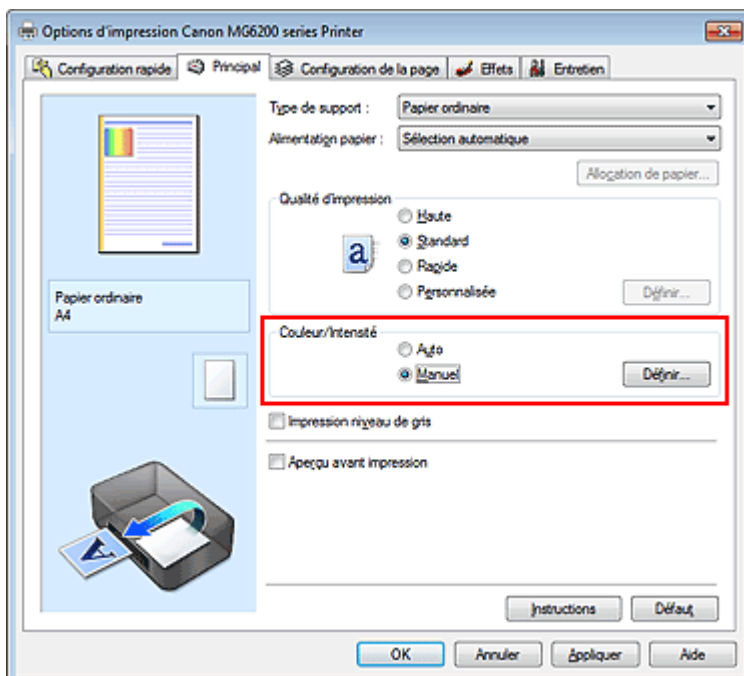 Options d'impression Canon MG6200 series Printer
Configuration rapide Principal Configuration de la page Effets Entretien
Type de support : Papier ordinaire
Alimentation papier : Sélection automatique
Allocation de papier...
Qualité d'impression
Haute
a Standard
Rapide
Personnalisée Définir...
Papier ordinaire
A4
Couleur/Intensité
Auto
Manuel Définir...
Impression niveau de gris
Aperçu avant impression
A
Instructions Défaut
OK Annuler Appliquer Aide